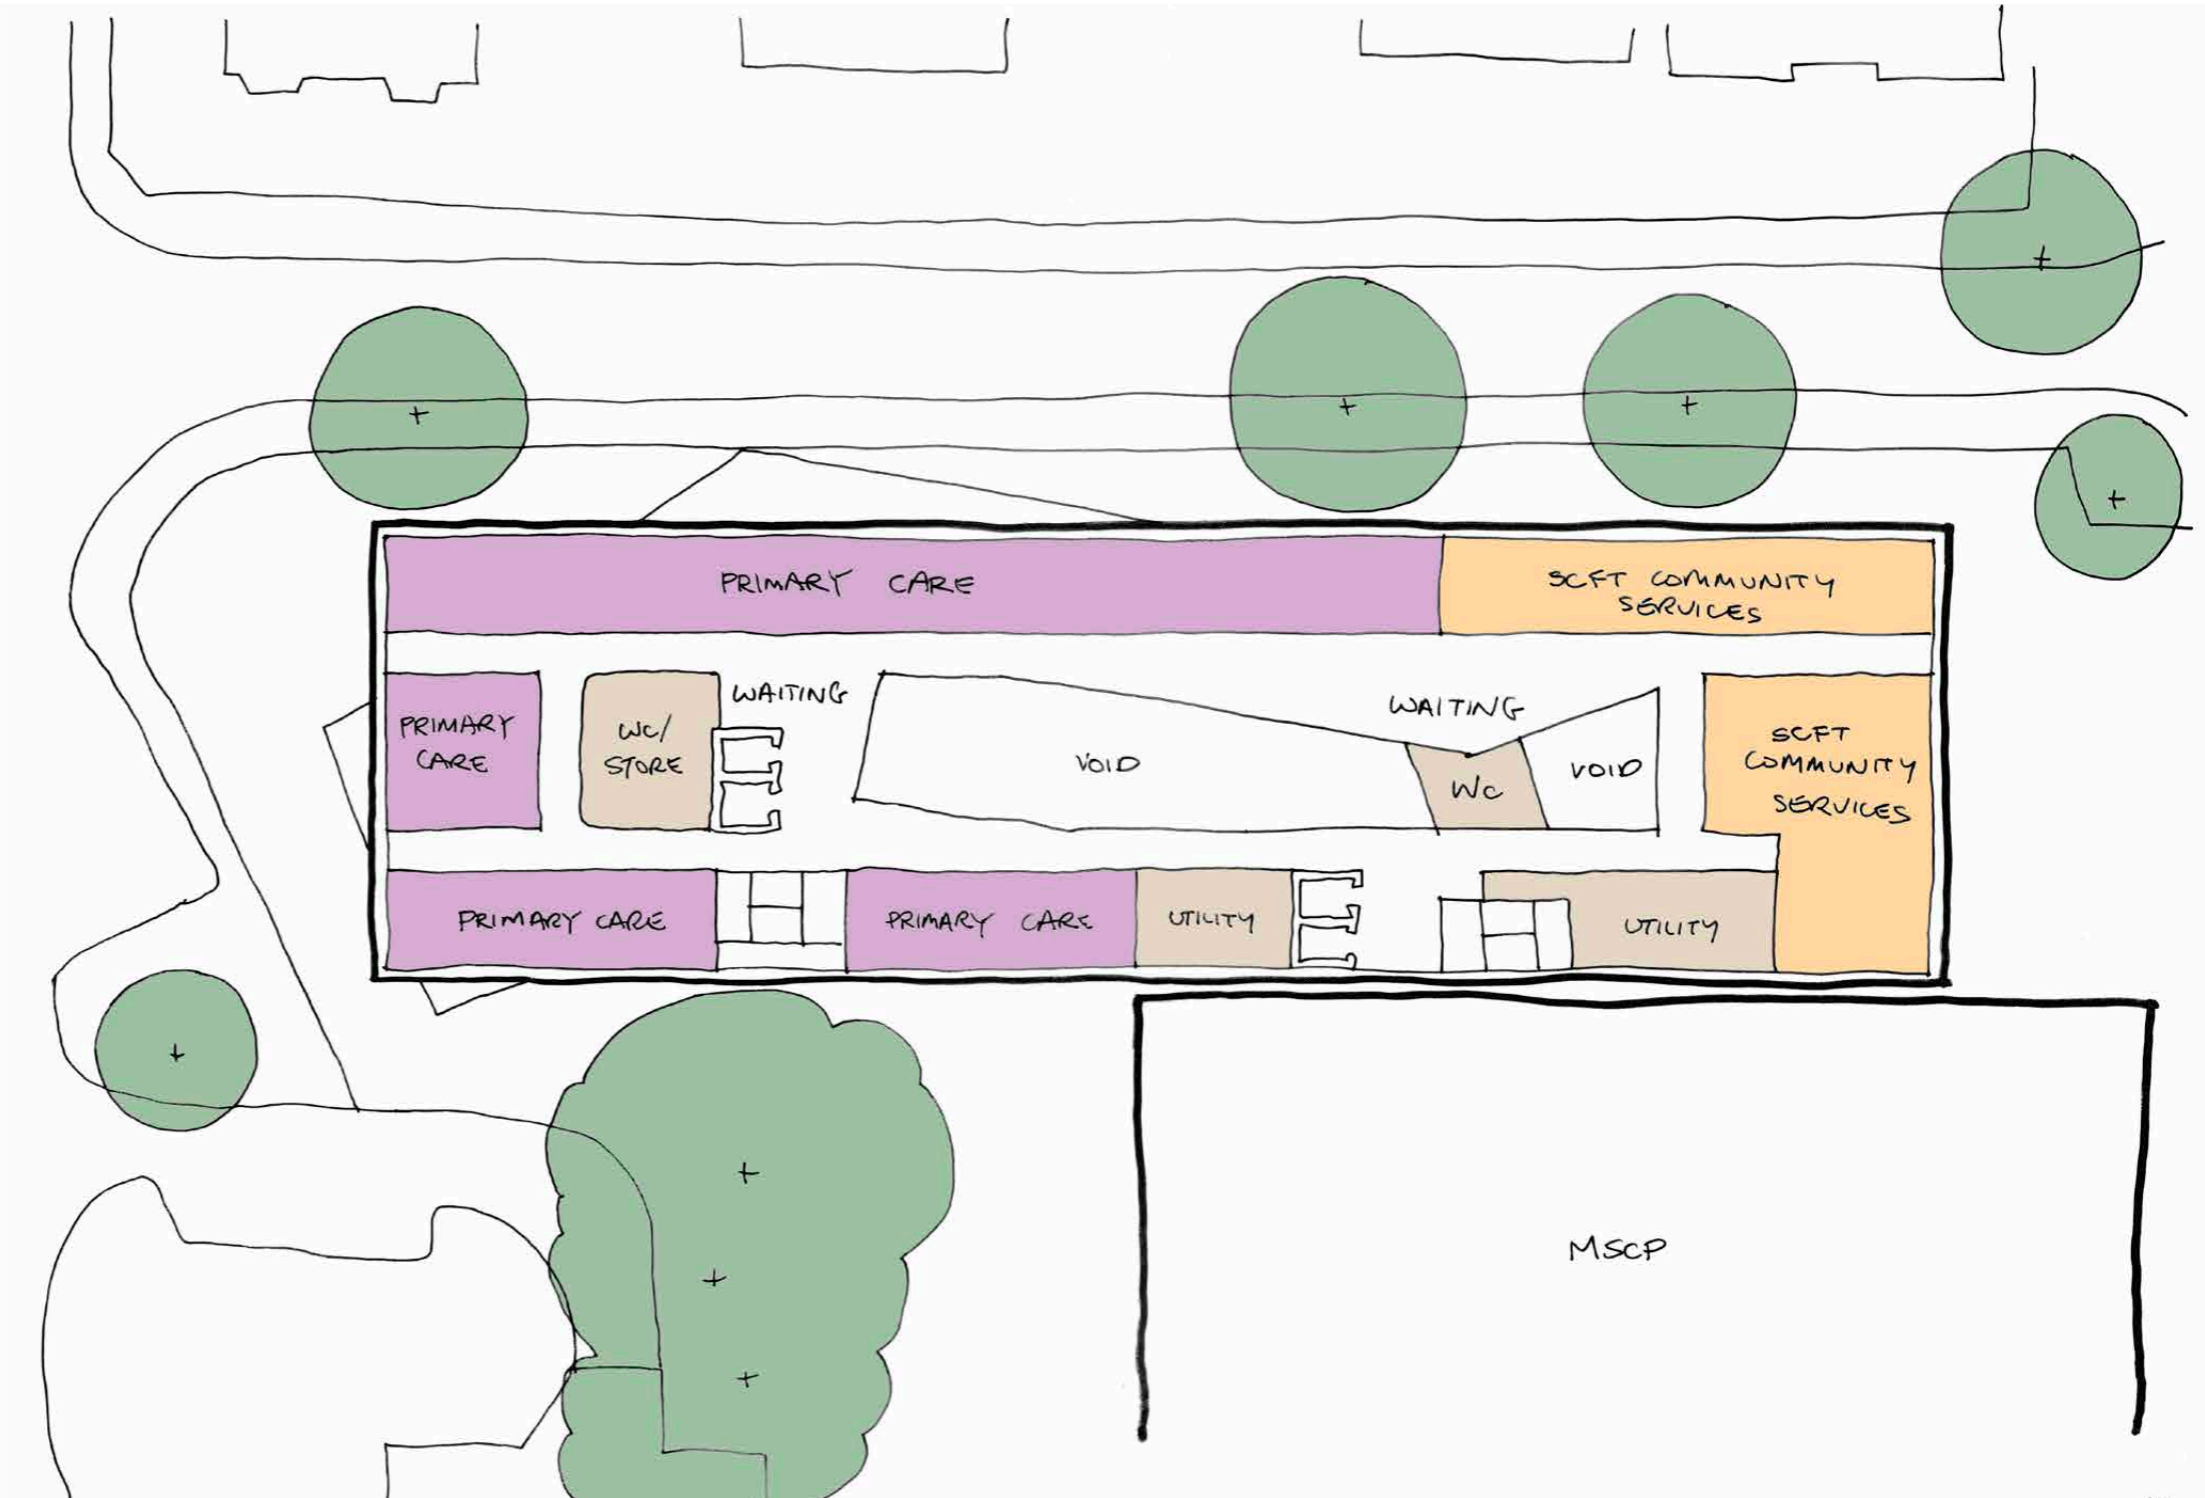 PRIMARY CARE
SCFT COMMUNITY
SERVICES
PRIMARY
CARE
WC/
STORE
WAITING
VOID
WAITING
WC
VOID
SCFT
COMMUNITY
SERVICES
PRIMARY CARE
PRIMARY CARE
UTILITY
UTILITY
MSCP